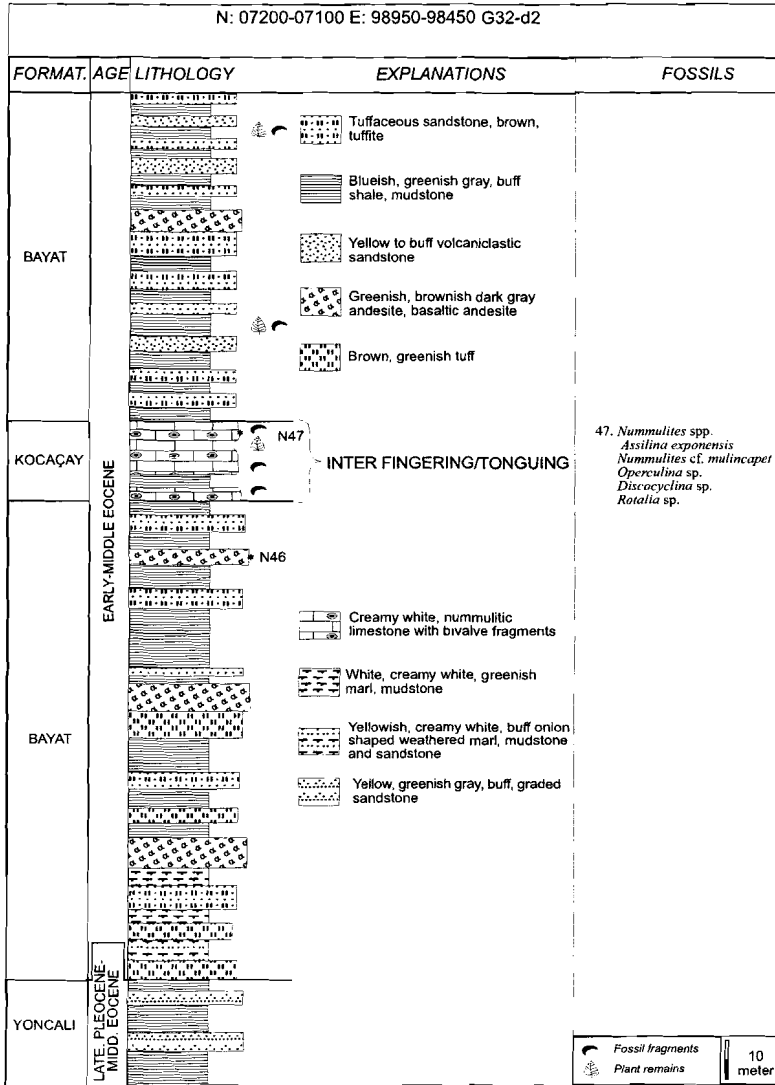 N: 07200-07100 E: 98950-98450 G32-d2
FORMAT. AGE LITHOLOGY EXPLANATIONS FOSSILS
BAYAT
KOCAÇAY
BAYAT
YONCALI
EARLY-MIDDLE EOCENE
LATE. PLEOCENE-
MIDD. EOCENE
Tuffaceous sandstone, brown,
tuffite
Blueish, greenish gray, buff
shale, mudstone
Yellow to buff volcaniclastic
sandstone
Greenish, brownish dark gray
andesite, basaltic andesite
Brown, greenish tuff
N47
INTER FINGERING/TONGUING
N46
Creamy white, nummulitic
limestone with bivalve fragments
White, creamy white, greenish
marl, mudstone
Yellowish, creamy white, buff onion
shaped weathered marl, mudstone
and sandstone
Yellow, greenish gray, buff, graded
sandstone
47. Nummulites spp.
Assilina exponensis
Nummulites cf. mulincapet
Operculina sp.
Discocyclina sp.
Rotalia sp.
Fossil fragments
Plant remains
10
meter